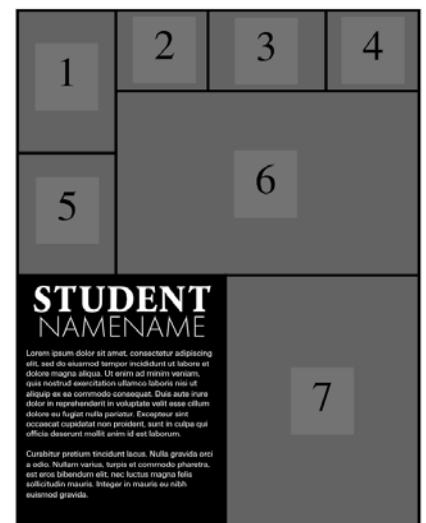 1
2
3
4
5
6
STUDENT
NAMENAME
Lorem ipsum dolor sit amet, consectetur adipiscing
elit, sed do eiusmod tempor incididunt ut labore et
dolore magna aliqua. Ut enim ad minim veniam,
quis nostrud exercitation ullamco laboris nisi ut
aliquip ex ea commodo consequat. Duis aute irure
dolor in reprehenderit in voluptate velit esse cillum
dolore eu fugiat nulla pariatur. Excepteur sint
occaecat cupidatat non proident, sunt in culpa qui
officia deserunt mollit anim id est laborum.
Curabitur pretium tincidunt lacus. Nulla gravida orci
a odio. Nullam varius, turpis et commodo pharetra,
est eros bibendum elit, nec luctus magna felis
sollicitudin mauris. Integer in mauris eu nibh
euismod gravida.
7